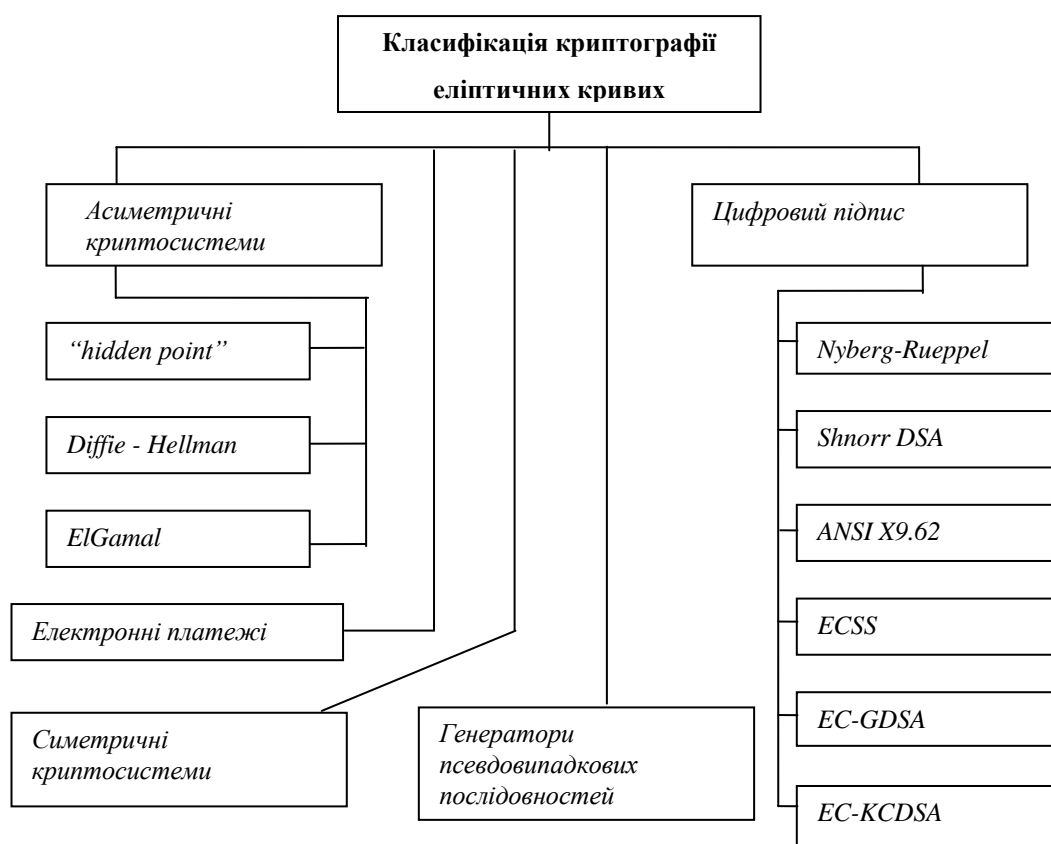 Класифікація криптографії
еліптичних кривих
Асиметричні
криптосистеми
Цифровий підпис
“hidden point”
Diffie - Hellman
ElGamal
Nyberg-Rueppel
Shnorr DSA
ANSI X9.62
ECSS
EC-GDSA
EC-KCDSA
Електронні платежі
Симетричні
криптосистеми
Генератори
псевдовипадкових
послідовностей